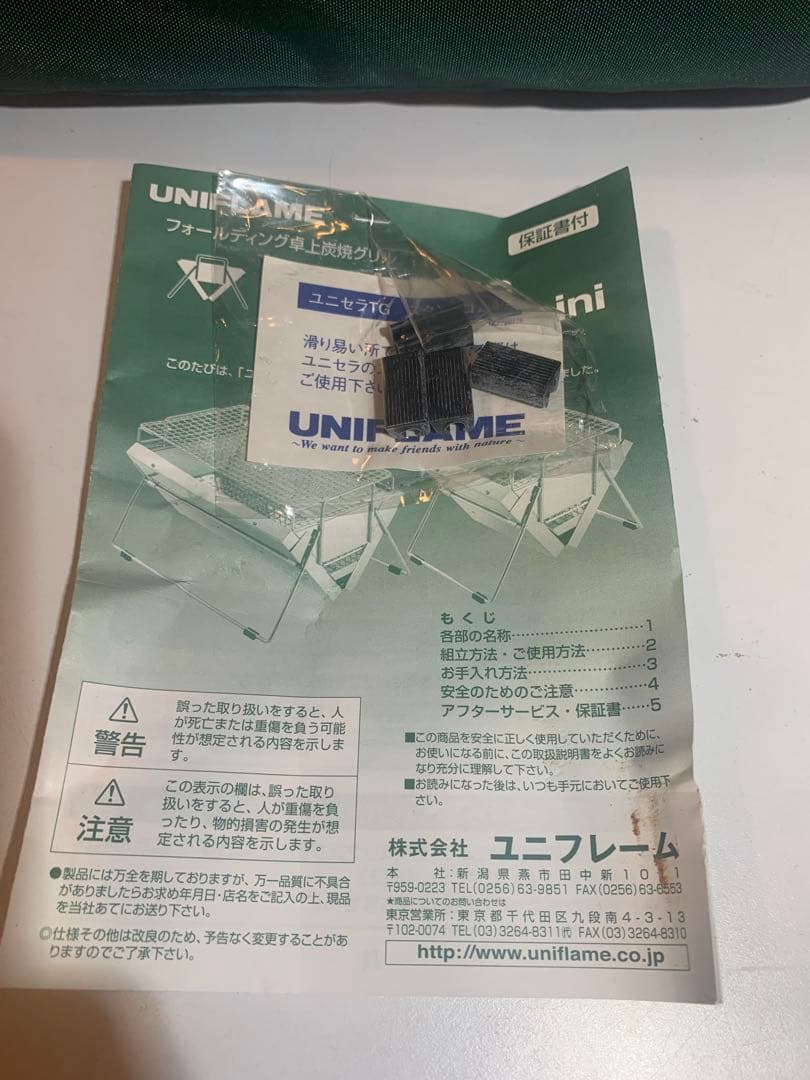 UNIFLAME
フォールディング卓上炭焼グリル
保証書付
ini
このたびは、「ユ
ました。
ユニセラTG
滑り易い所で
ユニセラの
ご使用下さい
UNIFLAME
~We want to make friends with nature~
もくじ
各部の名称…………………1
組立方法・ご使用方法………2
お手入れ方法………………3
安全のためのご注意…………4
アフターサービス・保証書……5
警告
誤った取り扱いをすると、人
が死亡または重傷を負う可能
性が想定される内容を示しま
す。
注意
この表示の欄は、誤った取り
扱いをすると、人が重傷を負
ったり、物的損害の発生が想
定される内容を示します。
■この商品を安全に正しく使用していただくために、
お使いになる前に、この取扱説明書をよくお読みに
なり充分に理解して下さい。
■お読みになった後は、いつも手元においてご使用下
さい。
●製品には万全を期しておりますが、万一品質に不具合
がありましたらお求め年月日・店名をご記入の上、現品
を当社あてにお送り下さい。
◎仕様その他は改良のため、予告なく変更することがあ
りますのでご了承下さい。
株式会社 ユニフレーム
本 社:新潟県燕市田中新10-1
〒959-0223 TEL(0256)63-9851 FAX(0256)63-6553
★商品についてのお問い合わせは
東京営業所:東京都千代田区九段南4-3-13
〒102-0074 TEL(03)3264-8311代 FAX(03)3264-8310
http://www.uniflame.co.jp